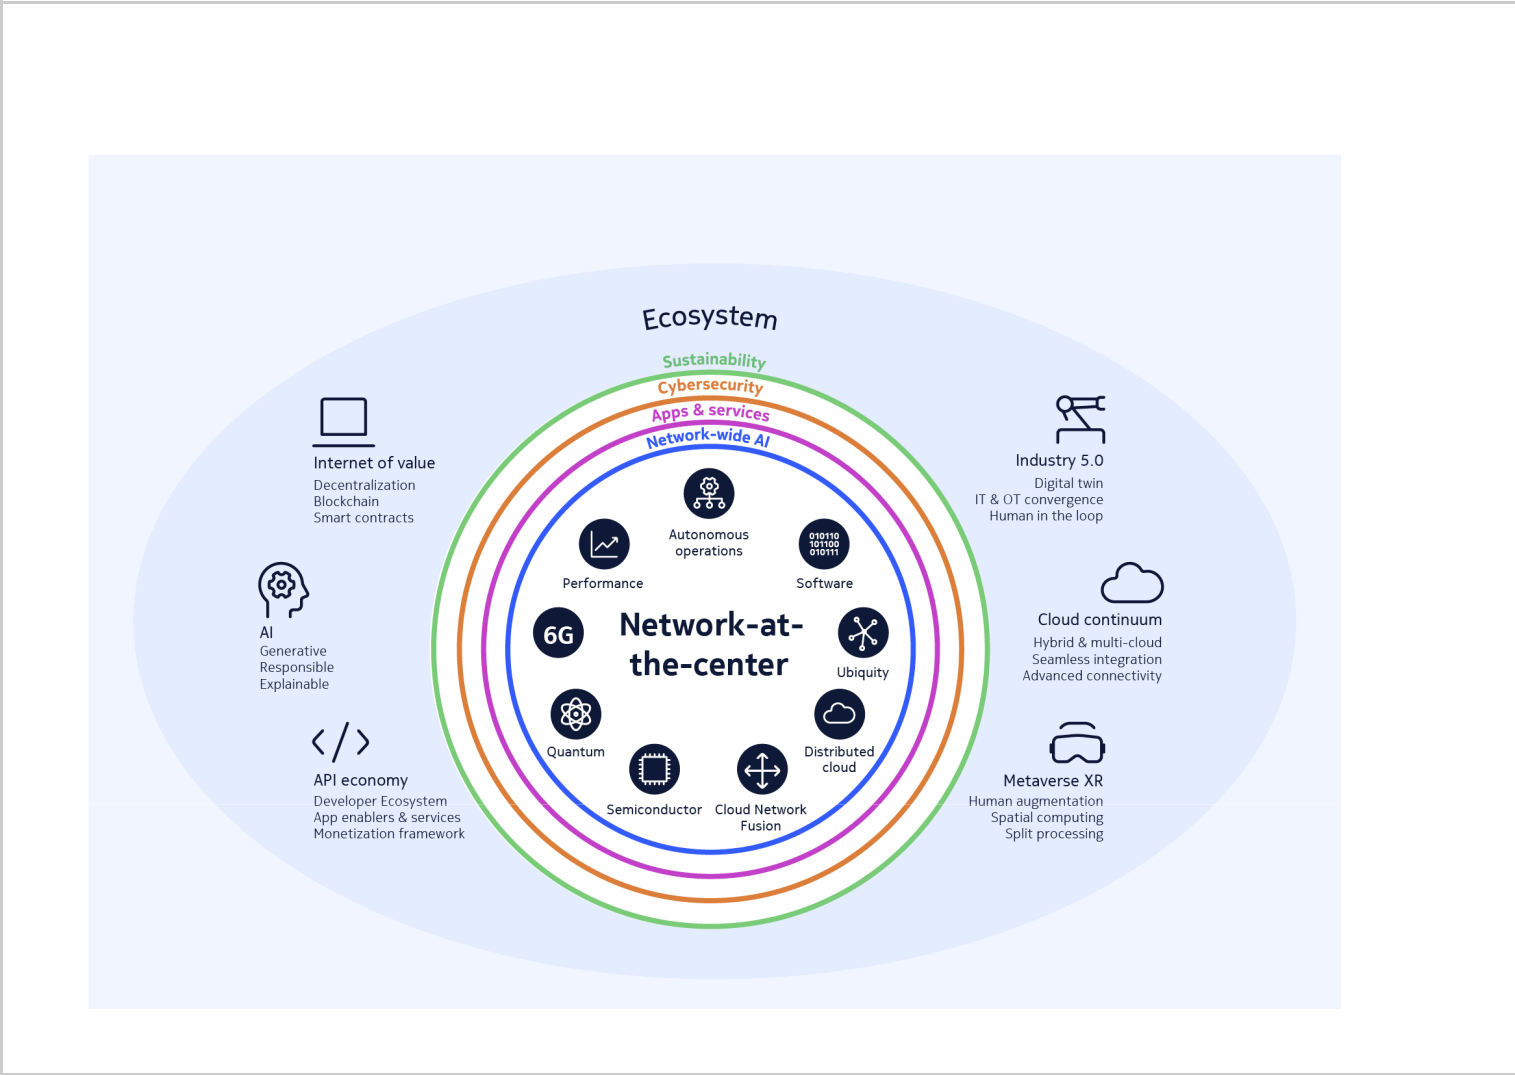 Ecosystem
Sustainability
Cybersecurity
Apps & services
Network-wide AI
Internet of value
Decentralization
Blockchain
Smart contracts
AI
Generative
Responsible
Explainable
API economy
Developer Ecosystem
App enablers & services
Monetization framework
Autonomous
operations
Performance
010110
101100
010111
Software
6G
Network-at-
the-center
Ubiquity
Quantum
Distributed
cloud
Semiconductor
Cloud Network
Fusion
Industry 5.0
Digital twin
IT & OT convergence
Human in the loop
Cloud continuum
Hybrid & multi-cloud
Seamless integration
Advanced connectivity
Metaverse XR
Human augmentation
Spatial computing
Split processing